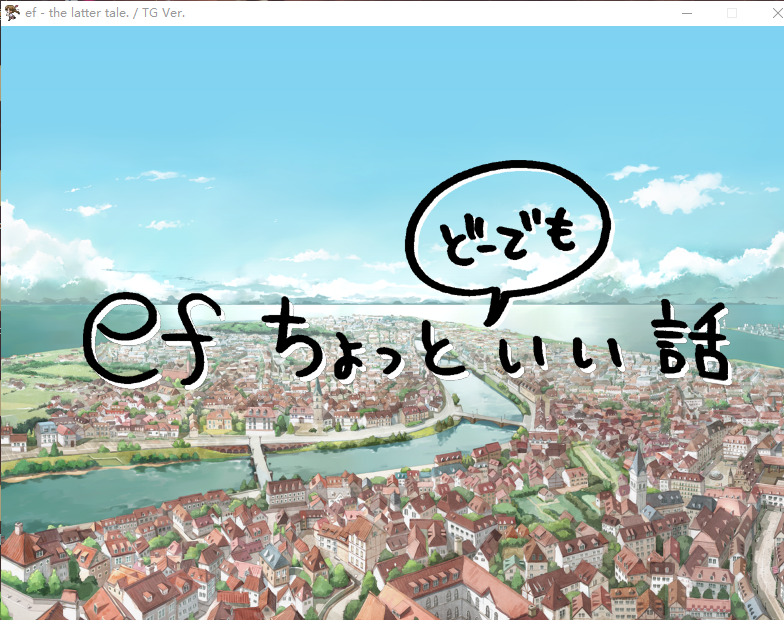 ef - the latter tale. / TG Ver.
どーでも
ef ちょっと いい 話